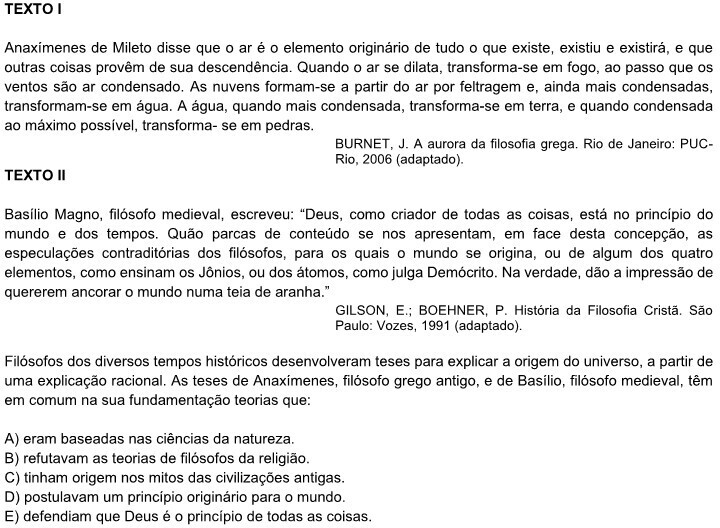 TEXTO I
Anaxímenes de Mileto disse que o ar é o elemento originário de tudo o que existe, existiu e existirá, e que
outras coisas provêm de sua descendência. Quando o ar se dilata, transforma-se em fogo, ao passo que os
ventos são ar condensado. As nuvens formam-se a partir do ar por feltragem e, ainda mais condensadas,
transformam-se em água. A água, quando mais condensada, transforma-se em terra, e quando condensada
ao máximo possível, transforma- se em pedras.
BURNET, J. A aurora da filosofia grega. Rio de Janeiro: PUC-
Rio, 2006 (adaptado).
TEXTO II
Basílio Magno, filósofo medieval, escreveu: “Deus, como criador de todas as coisas, está no princípio do
mundo e dos tempos. Quão parcas de conteúdo se nos apresentam, em face desta concepção, as
especulações contraditórias dos filósofos, para os quais o mundo se origina, ou de algum dos quatro
elementos, como ensinam os Jônios, ou dos átomos, como julga Demócrito. Na verdade, dão a impressão de
quererem ancorar o mundo numa teia de aranha.”
GILSON, E.; BOEHNER, P. História da Filosofia Cristã. São
Paulo: Vozes, 1991 (adaptado).
Filósofos dos diversos tempos históricos desenvolveram teses para explicar a origem do universo, a partir de
uma explicação racional. As teses de Anaxímenes, filósofo grego antigo, e de Basílio, filósofo medieval, têm
em comum na sua fundamentação teorias que:
A) eram baseadas nas ciências da natureza.
B) refutavam as teorias de filósofos da religião.
C) tinham origem nos mitos das civilizações antigas.
D) postulavam um princípio originário para o mundo.
E) defendiam que Deus é o princípio de todas as coisas.